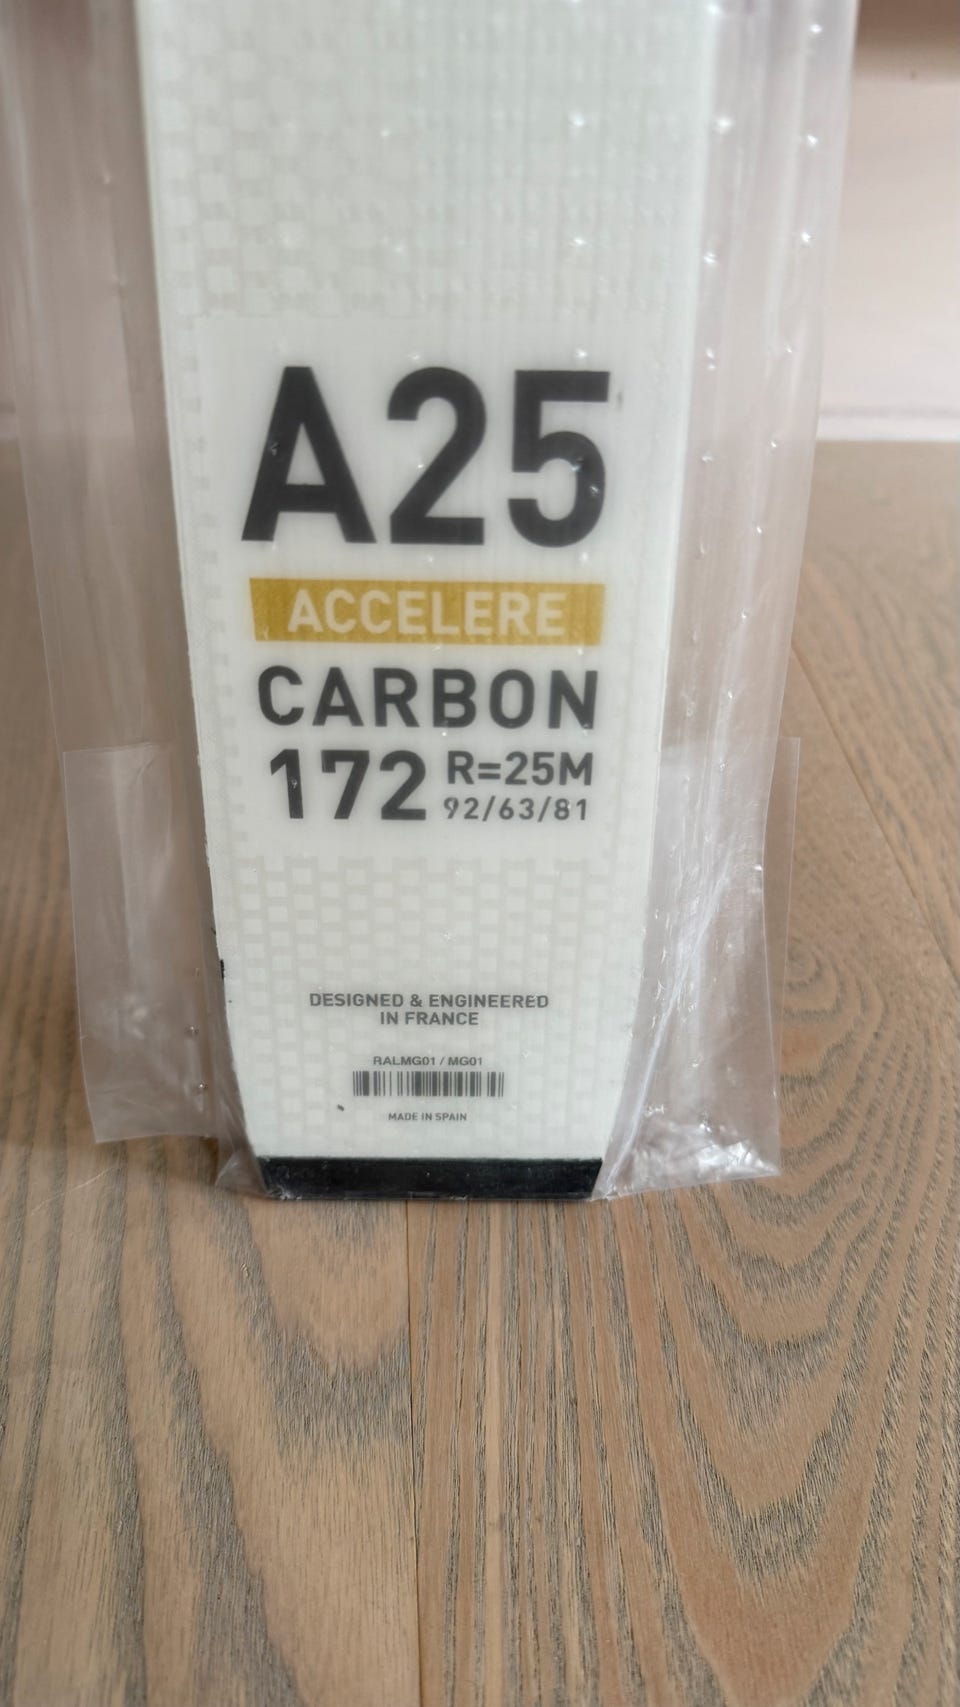 A25
ACCELERE
CARBON
172 R=25M
92/63/81
DESIGNED & ENGINEERED
IN FRANCE
RALMG01 / MG01
MADE IN SPAIN